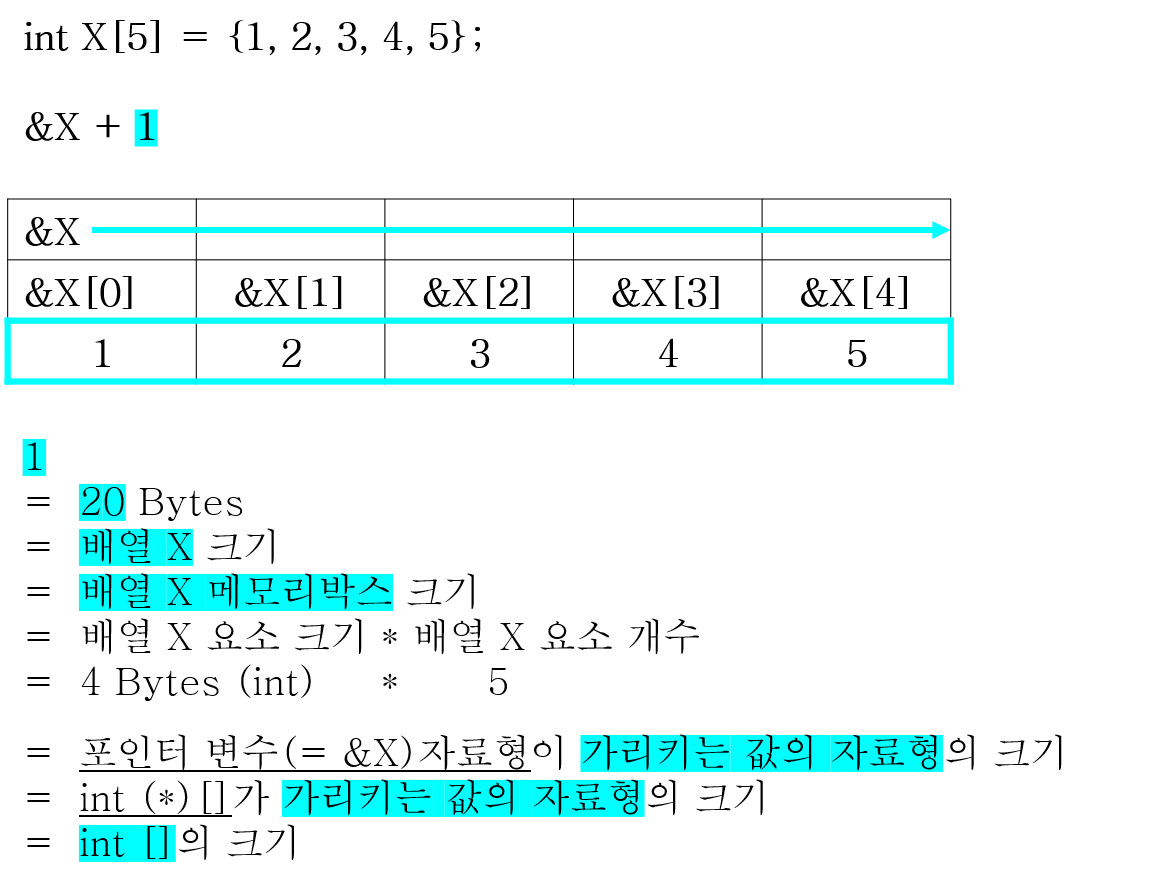 int X[5] = {1, 2, 3, 4, 5};
&X + 1
&X
&X[0] &X[1] &X[2] &X[3] &X[4]
1 2 3 4 5
1
= 20 Bytes
= 배열 X 크기
= 배열 X 메모리박스 크기
= 배열 X 요소 크기 * 배열 X 요소 개수
= 4 Bytes (int) * 5
= 포인터 변수(= &X)자료형이 가리키는 값의 자료형의 크기
= int (*)[]가 가리키는 값의 자료형의 크기
= int []의 크기